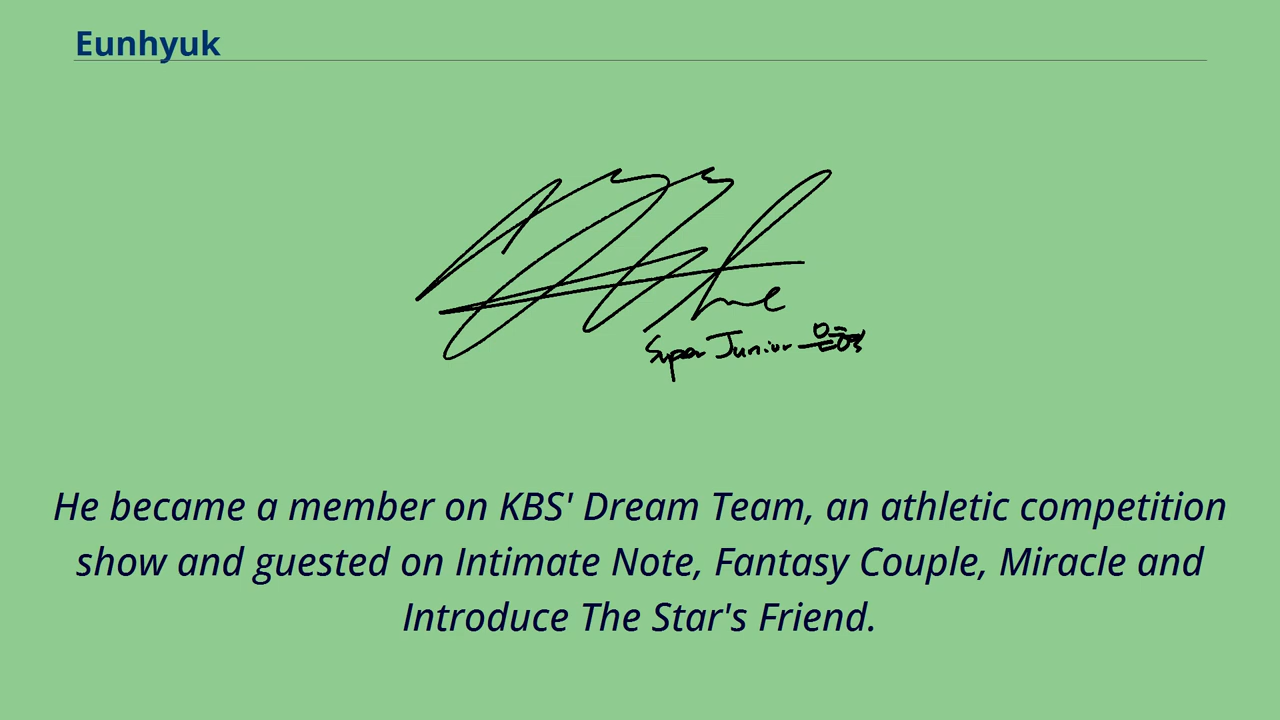 Eunhyuk
Super Junior 은혁
He became a member on KBS' Dream Team, an athletic competition
show and guested on Intimate Note, Fantasy Couple, Miracle and
Introduce The Star's Friend.